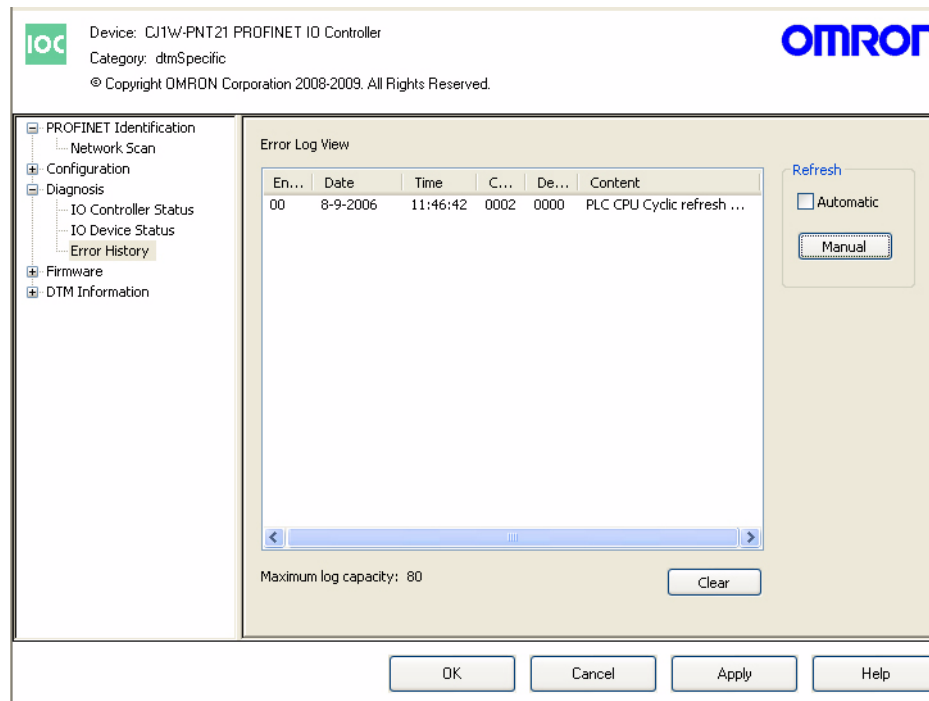 IOC
Device: CJ1W-PNT21 PROFINET IO Controller
Category: dtmSpecific
© Copyright OMRON Corporation 2008-2009. All Rights Reserved.
OMRO
PROFINET Identification
Network Scan
Configuration
Diagnosis
IO Controller Status
IO Device Status
Error History
Firmware
DTM Information
Error Log View
En... Date Time C... De... Content
00 8-9-2006 11:46:42 0002 0000 PLC CPU Cyclic refresh ...
Maximum log capacity: 80
Clear
Refresh
Automatic
Manual
OK Cancel Apply Help